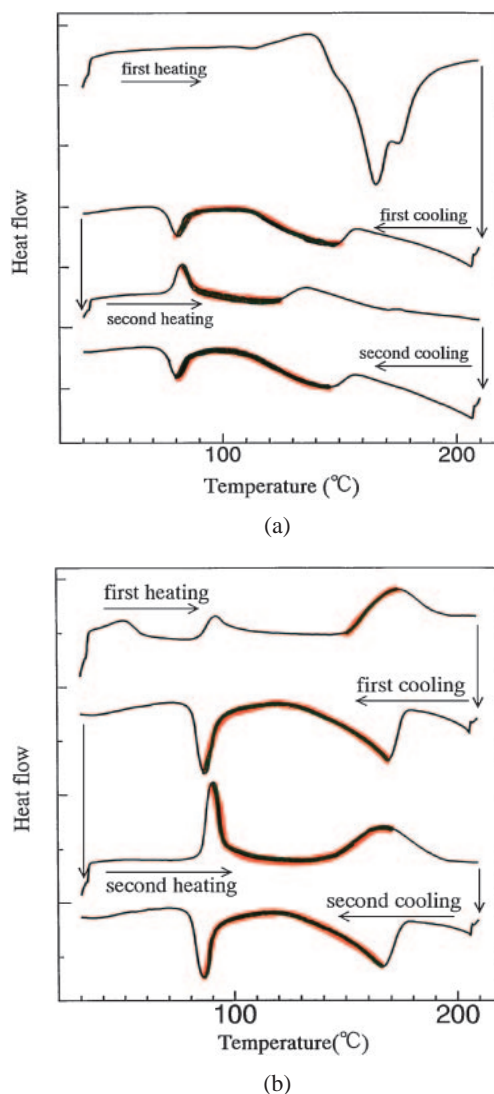 first heating
first cooling
second heating
second cooling
Heat flow
100
200
Temperature (℃)
(a)
first heating
first cooling
second heating
second cooling
Heat flow
100
200
Temperature(℃)
(b)